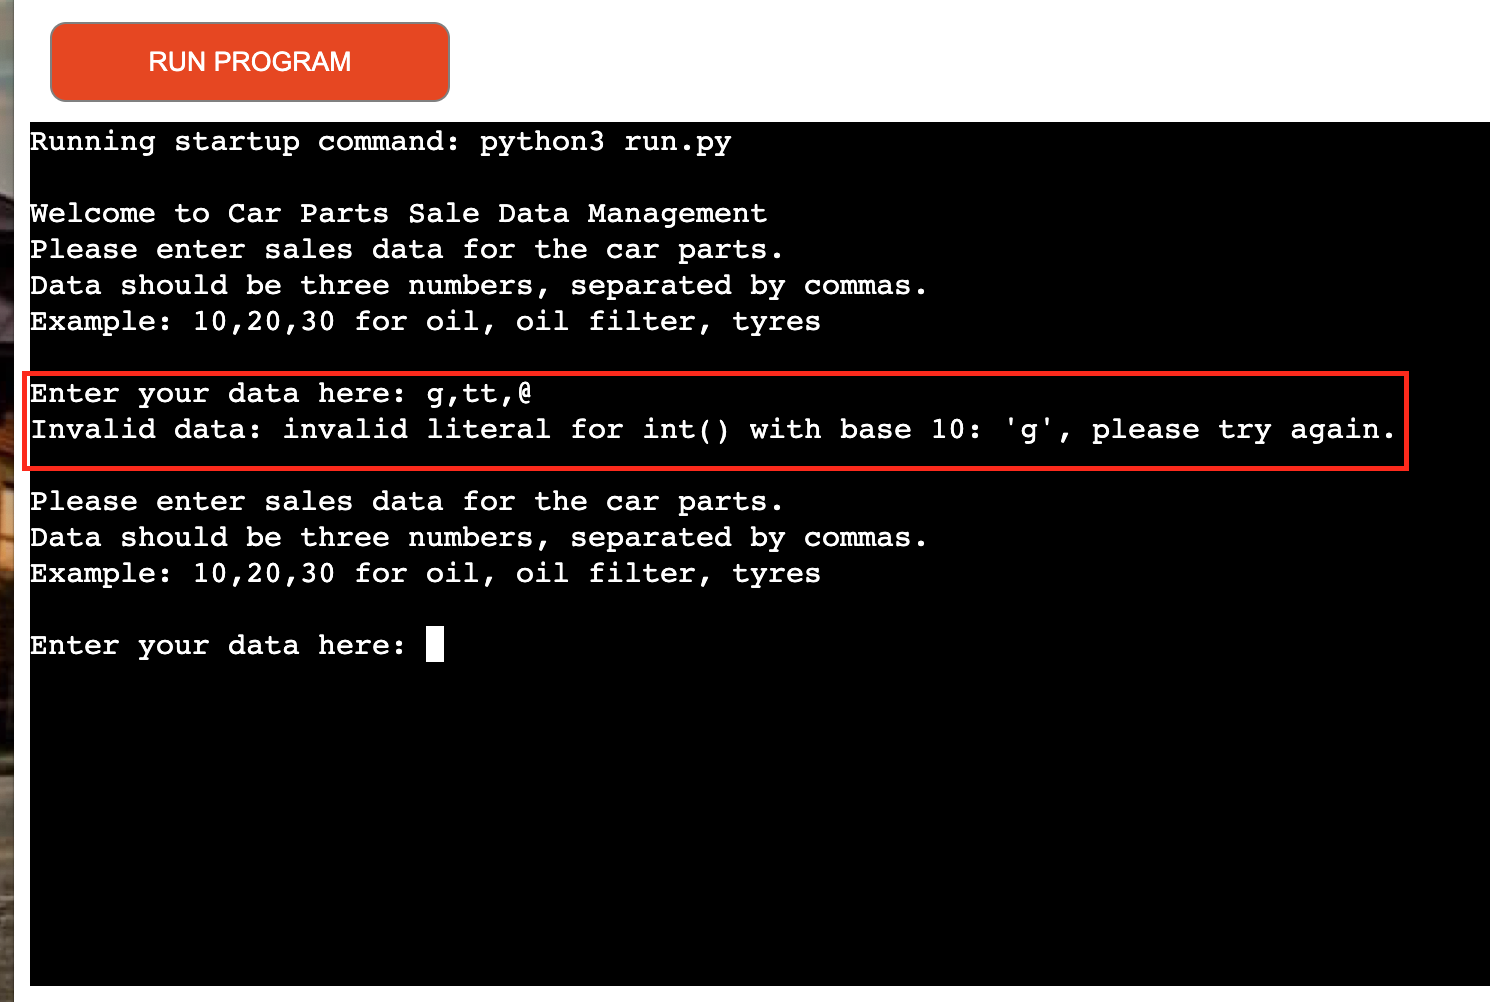 RUN PROGRAM
Running startup command: python3 run.py
Welcome to Car Parts Sale Data Management
Please enter sales data for the car parts.
Data should be three numbers, separated by commas.
Example: 10,20,30 for oil, oil filter, tyres
Enter your data here: g,tt,@
Invalid data: invalid literal for int() with base 10: 'g', please try again.
Please enter sales data for the car parts.
Data should be three numbers, separated by commas.
Example: 10,20,30 for oil, oil filter, tyres
Enter your data here: